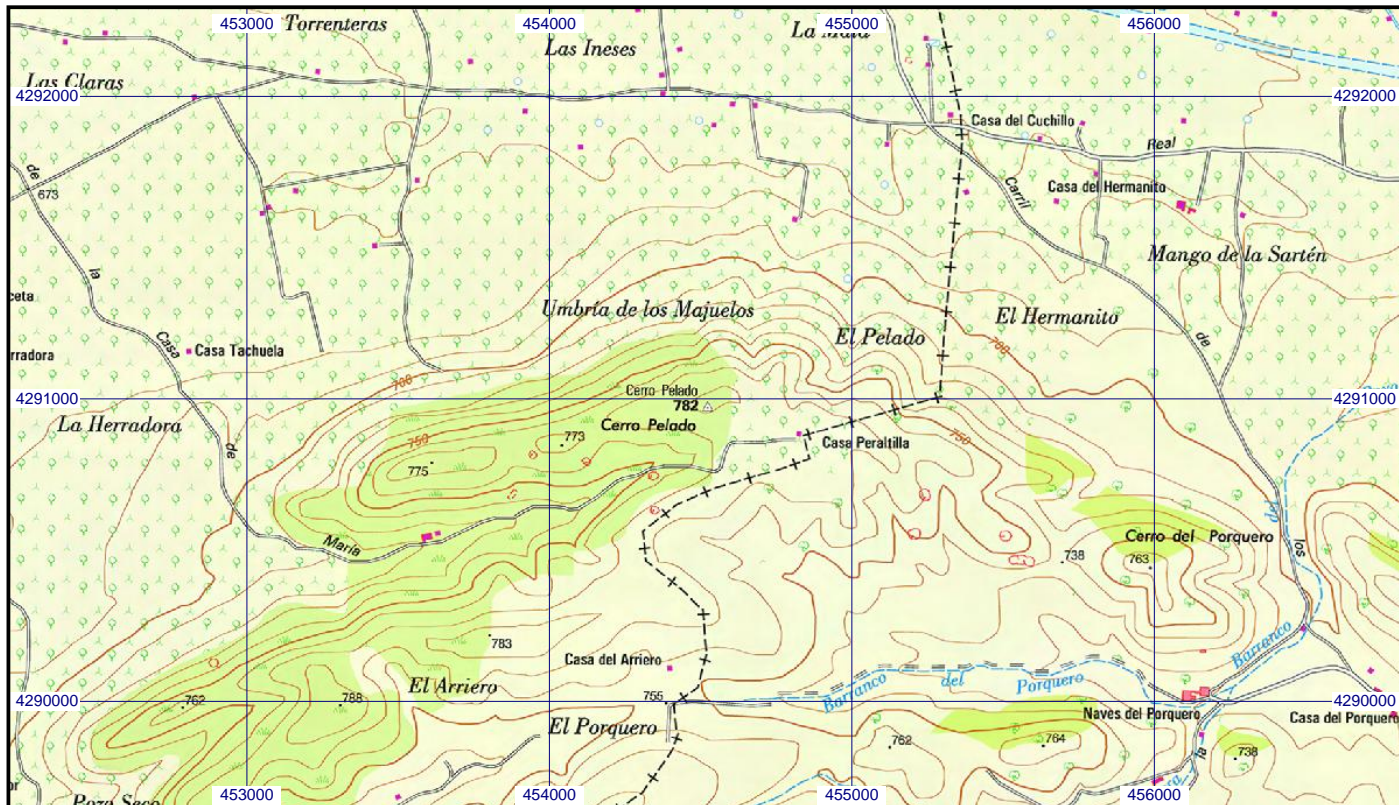 453000
454000
455000
456000
Torrenteras
Las Ineses
La Mata
Las Claras
4292000
4292000
Casa del Cuchillo
Real
de
673
Carril
Casa del Hermanito
la
Mango de la Sartén
ceta
Umbría de los Majuelos
El Hermanito
El Pelado
Casa
de
rradora
Casa Tachuela
700
700
Cerro Pelado
4291000
4291000
782
La Herradora
Cerro Pelado
750
773
775
750
Casa Peraltilla
de
del
María
Cerro del Porquero
los
738
763
783
Barranco
Casa del Arriero
762
788
El Arriero
755
Barranco
del
Porquero
4290000
4290000
El Porquero
Naves del Porquero
Casa del Porquero
762
764
la
738
or
Pozo Seco
453000
454000
455000
456000